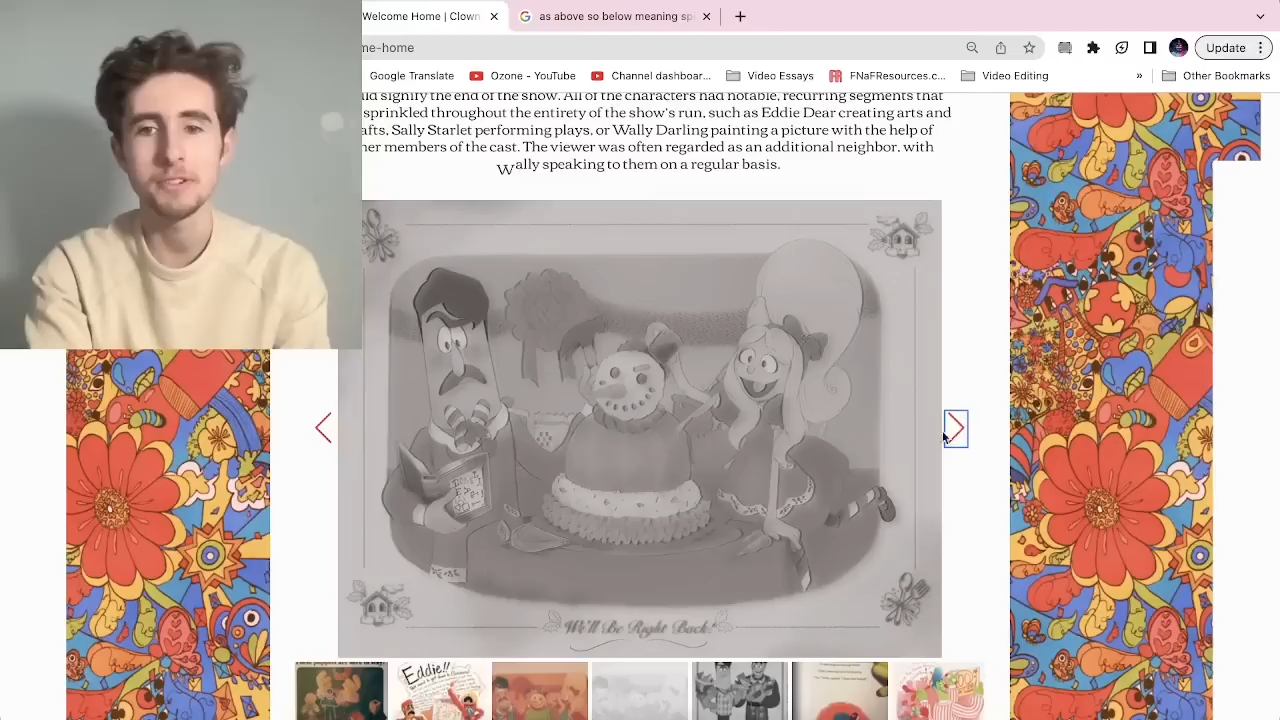 Welcome Home | Clown
as above so below meaning sp
ne-home
Update
Google Translate
Ozone - YouTube
Channel dashboar...
Video Essays
FNaFResources.c...
Video Editing
»
Other Bookmarks
ld signify the end of the show. All of the characters had notable, recurring segments that
sprinkled throughout the entirety of the show's run, such as Eddie Dear creating arts and
afts, Sally Starlet performing plays, or Wally Darling painting a picture with the help of
her members of the cast. The viewer was often regarded as an additional neighbor, with
Wally speaking to them on a regular basis.
We'll Be Right Back!
Eddie!!